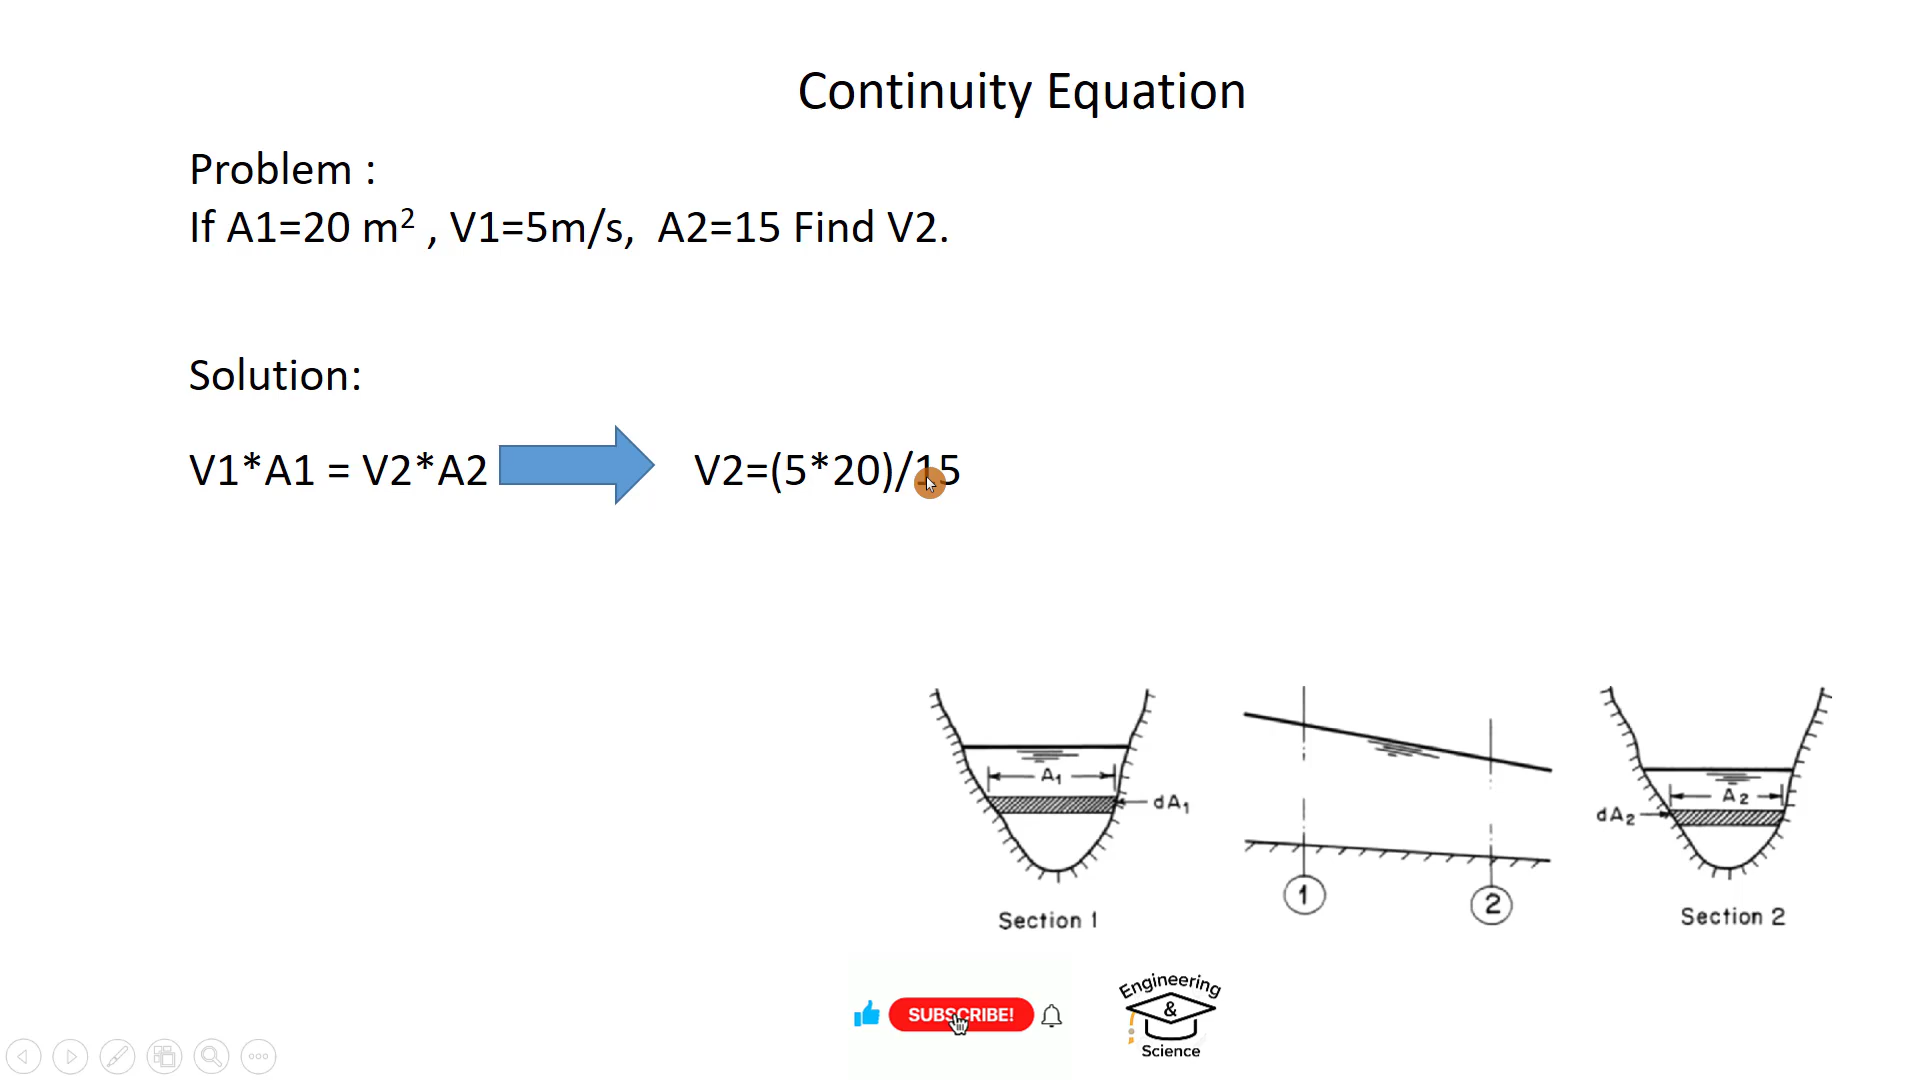 Continuity Equation
Problem :
If A1=20 m² , V1=5m/s,  A2=15 Find V2.
Solution:
V1*A1 = V2*A2
V2=(5*20)/15
A₁
dA₁
Section 1
1
2
A₂
dA₂
Section 2
SUBSCRIBE!
Engineering
&
Science